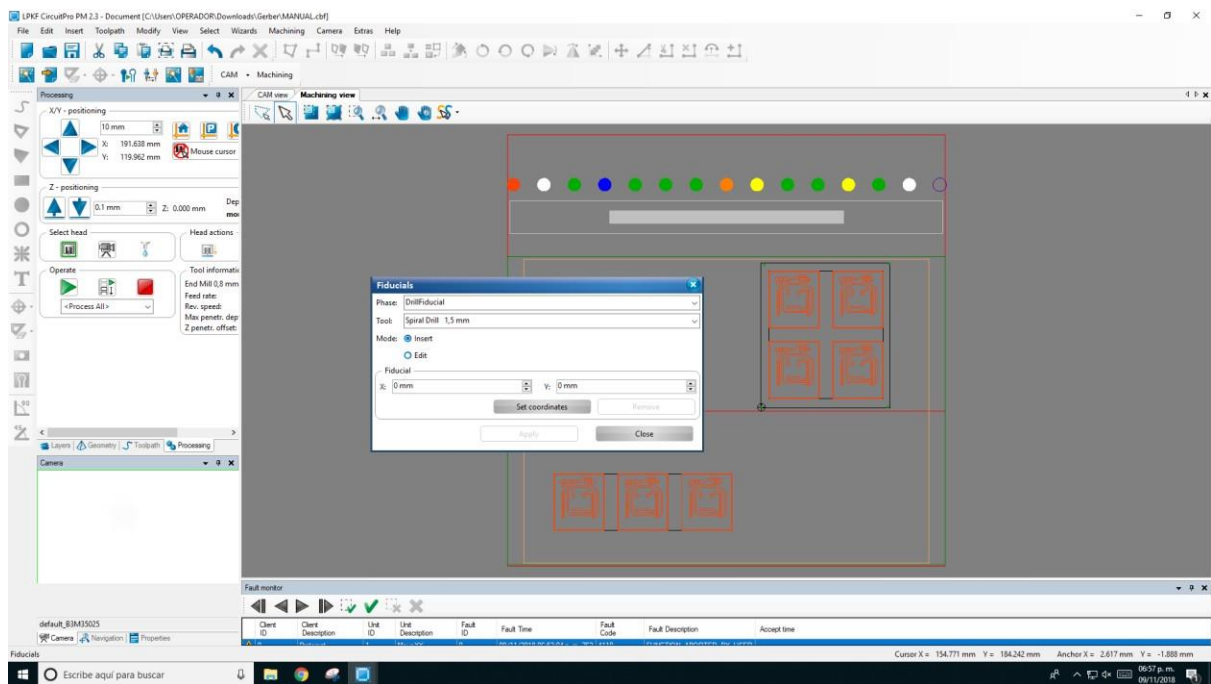 LPKF CircuitPro PM 2.3 - Document [C:\Users\OPERADOR\Downloads\Gerber\MANUAL.cbf]
File Edit Insert Toolpath Modify View Select Wizards Machining Camera Extras Help
CAM Machining
Processing
CAM view Machining view
X/Y - positioning
10 mm
X: 191.638 mm
Y: 119.962 mm
Mouse cursor
Z - positioning
0.1 mm Z: 0.000 mm
Dep
mo
Select head Head actions
Operate
<Process All>
Tool informatic
End Mill 0,8 mm
Feed rate:
Rev. speed:
Max penetr. dep
Z penetr. offset:
T
90
45
Layers Geometry Toolpath Processing
Camera
Fiducials
Phase: DrillFiducial
Tool: Spiral Drill 1,5 mm
Mode: Insert
Edit
Fiducial
X: 0 mm Y: 0 mm
Set coordinates Remove
Apply Close
Fault monitor
Client ID Client Description Unt ID Unt Description Fault ID Fault Time Fault Code Fault Description Accept time
default_B3M35025
Camera Navigation Properties
Fiducials
Cursor X = 154.771 mm Y = 184.242 mm Anchor X = 2.617 mm Y = -1.888 mm
Escribe aquí para buscar
06:57 p. m.
09/11/2018